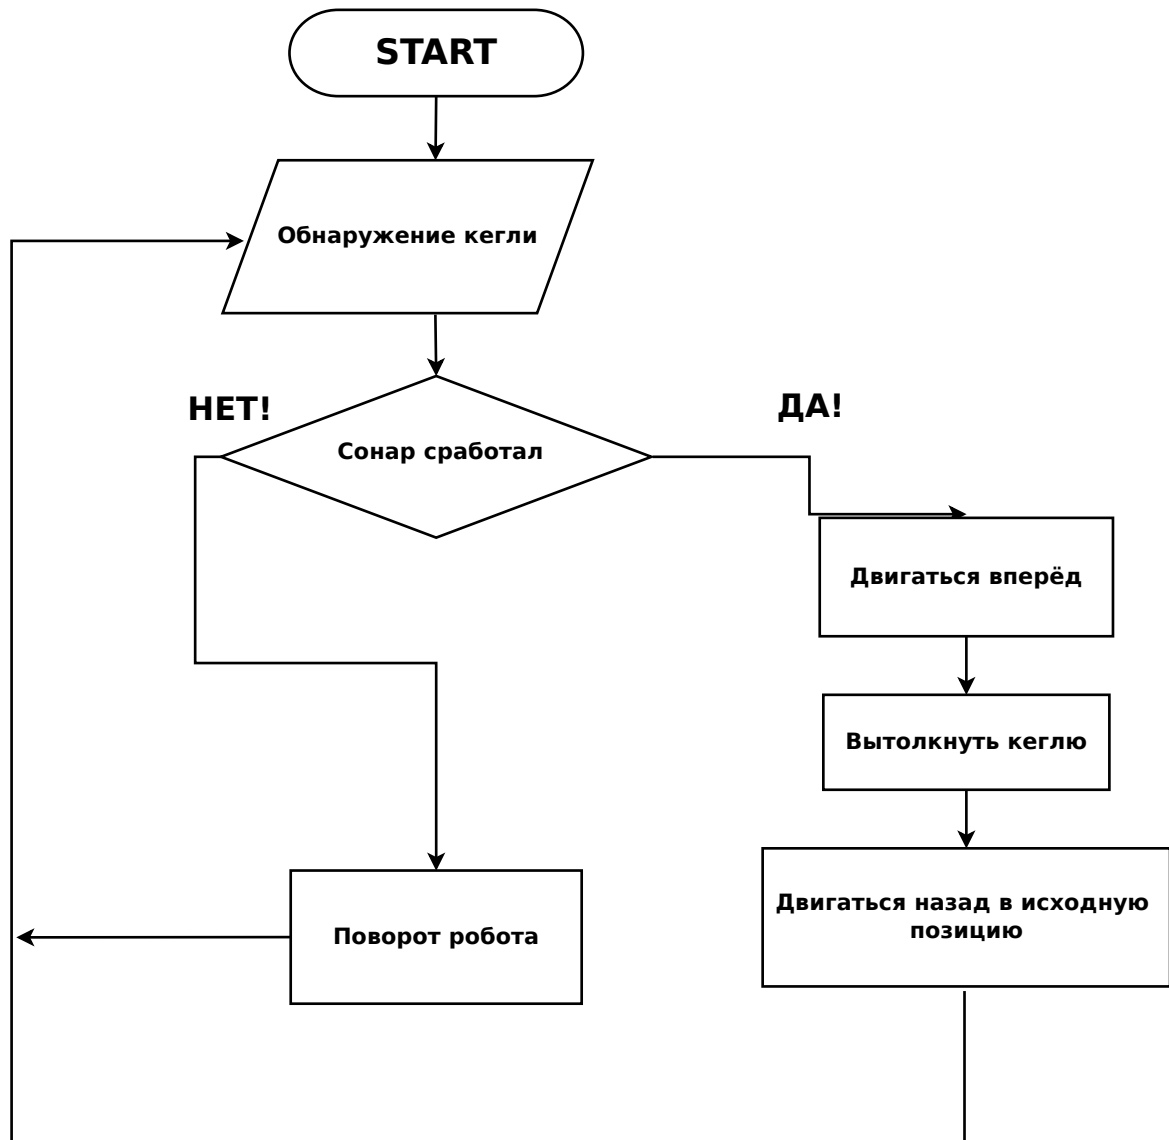 START
Обнаружение кегли
НЕТ!
ДА!
Сонар сработал
Двигаться вперёд
Вытолкнуть кеглю
Двигаться назад в исходную
позицию
Поворот робота